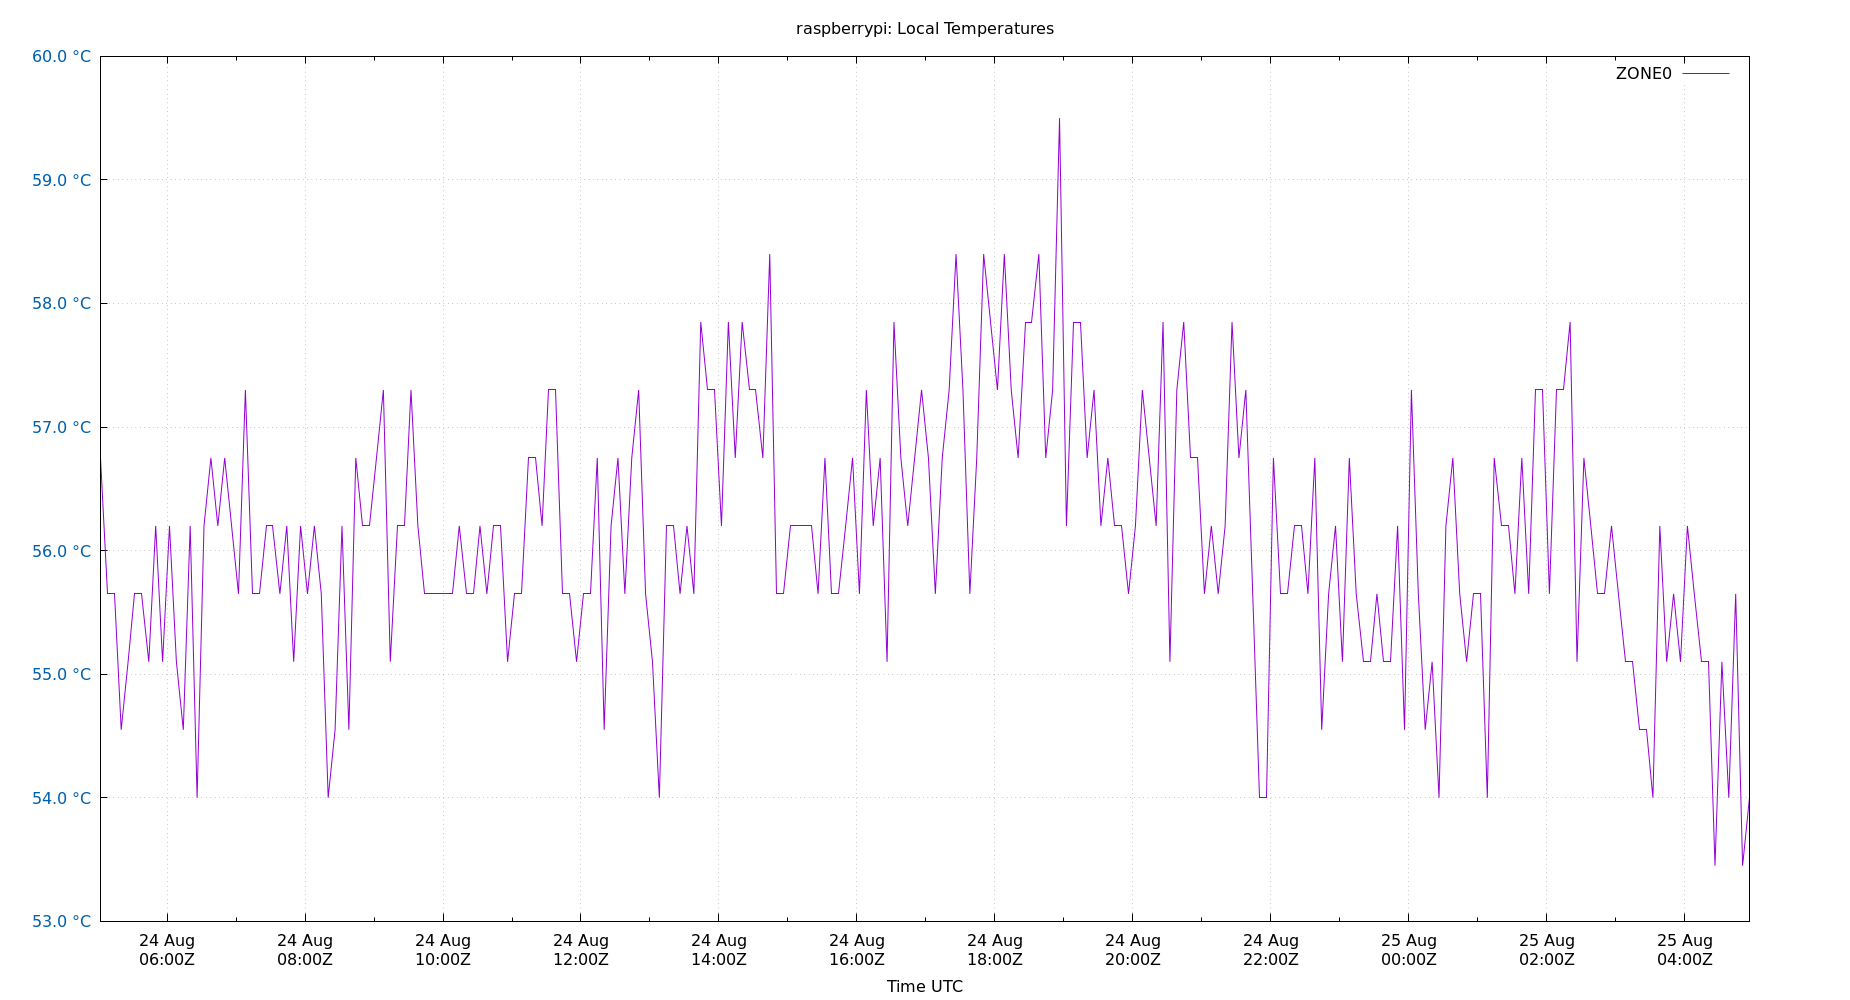 raspberrypi: Local Temperatures
60.0 °C
59.0 °C
58.0 °C
57.0 °C
56.0 °C
55.0 °C
54.0 °C
53.0 °C
ZONE0
24 Aug 24 Aug 24 Aug 24 Aug 24 Aug 24 Aug 24 Aug 24 Aug 24 Aug 25 Aug 25 Aug 25 Aug
06:00Z 08:00Z 10:00Z 12:00Z 14:00Z 16:00Z 18:00Z 20:00Z 22:00Z 00:00Z 02:00Z 04:00Z
Time UTC